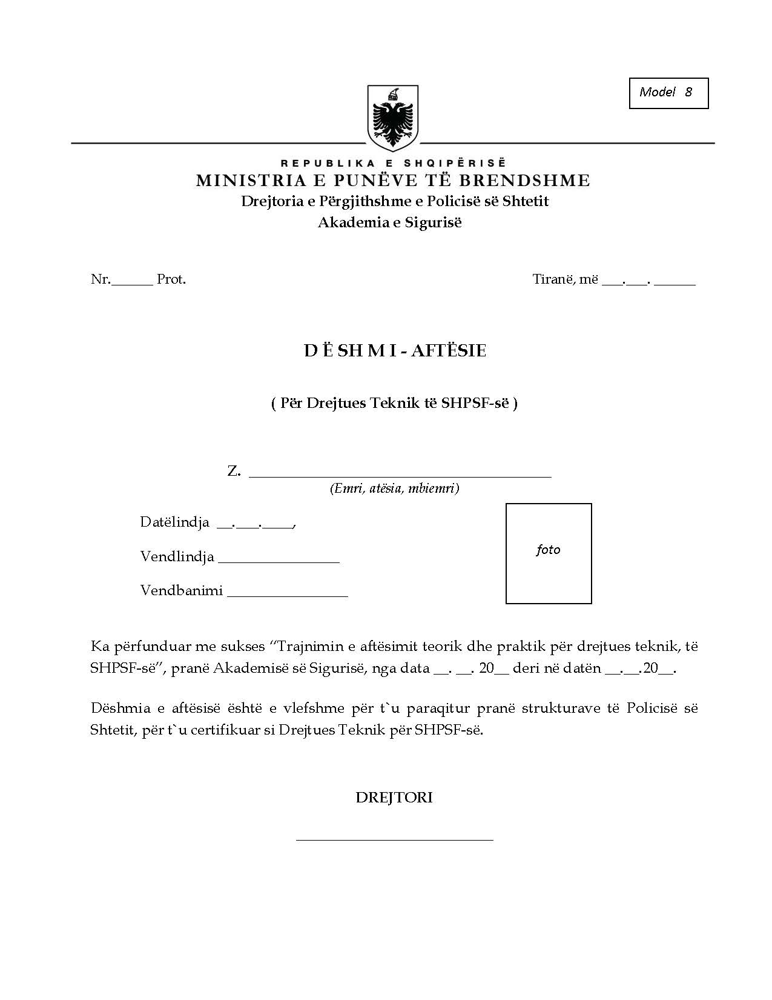 Model 8
REPUBLIKA E SHQIPËRISË
MINISTRIA E PUNËVE TË BRENDSHME
Drejtoria e Përgjithshme e Policisë së Shtetit
Akademia e Sigurisë
Nr.______ Prot. Tiranë, më ___.___. ______
D Ë SH M I - AFTËSIE
( Për Drejtues Teknik të SHPSF-së )
Z. ________________________________________
(Emri, atësia, mbiemri)
Datëlindja __.___.____,
foto
Vendlindja ________________
Vendbanimi ________________
Ka përfunduar me sukses “Trajnimin e aftësimit teorik dhe praktik për drejtues teknik, të
SHPSF-së”, pranë Akademisë së Sigurisë, nga data __. __. 20__ deri në datën __.__.20__.
Dëshmia e aftësisë është e vlefshme për t`u paraqitur pranë strukturave të Policisë së
Shtetit, për t`u certifikuar si Drejtues Teknik për SHPSF-së.
DREJTORI
__________________________